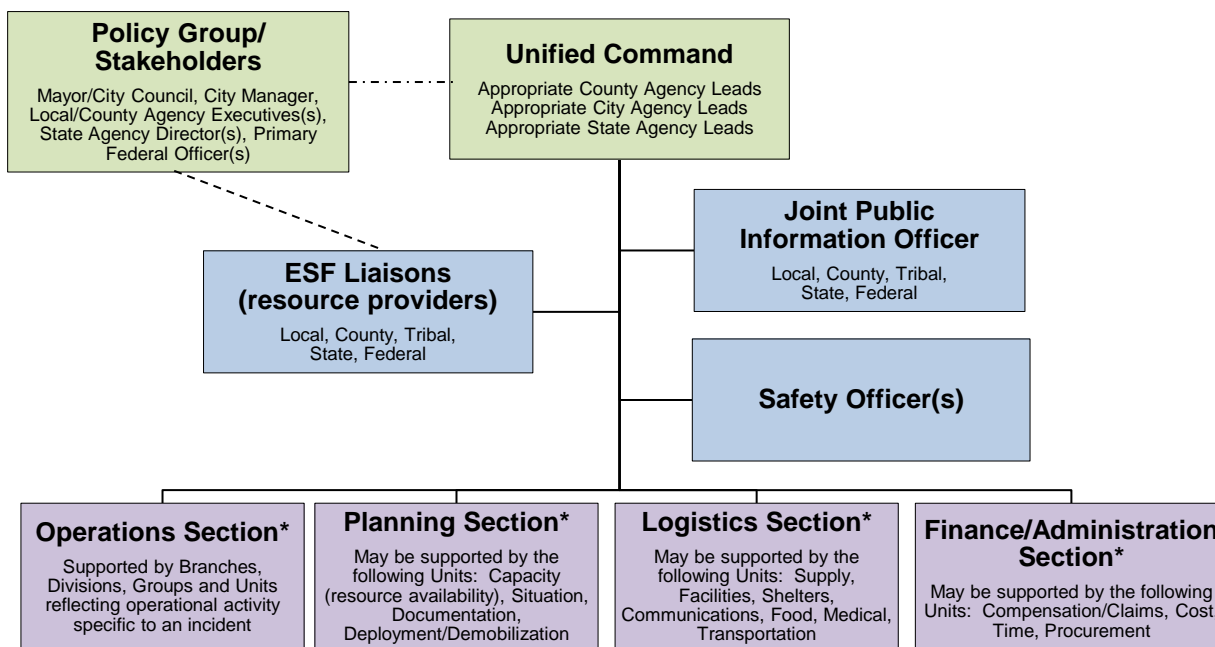 Policy Group/
Stakeholders
Mayor/City Council, City Manager,
Local/County Agency Executives(s),
State Agency Director(s), Primary
Federal Officer(s)
Unified Command
Appropriate County Agency Leads
Appropriate City Agency Leads
Appropriate State Agency Leads
Joint Public
Information Officer
Local, County, Tribal,
State, Federal
ESF Liaisons
(resource providers)
Local, County, Tribal,
State, Federal
Safety Officer(s)
Operations Section*
Supported by Branches,
Divisions, Groups and Units
reflecting operational activity
specific to an incident
Planning Section*
May be supported by the
following Units: Capacity
(resource availability), Situation,
Documentation,
Deployment/Demobilization
Logistics Section*
May be supported by the
following Units: Supply,
Facilities, Shelters,
Communications, Food, Medical,
Transportation
Finance/Administration
Section*
May be supported by the following
Units: Compensation/Claims, Cost
Time, Procurement